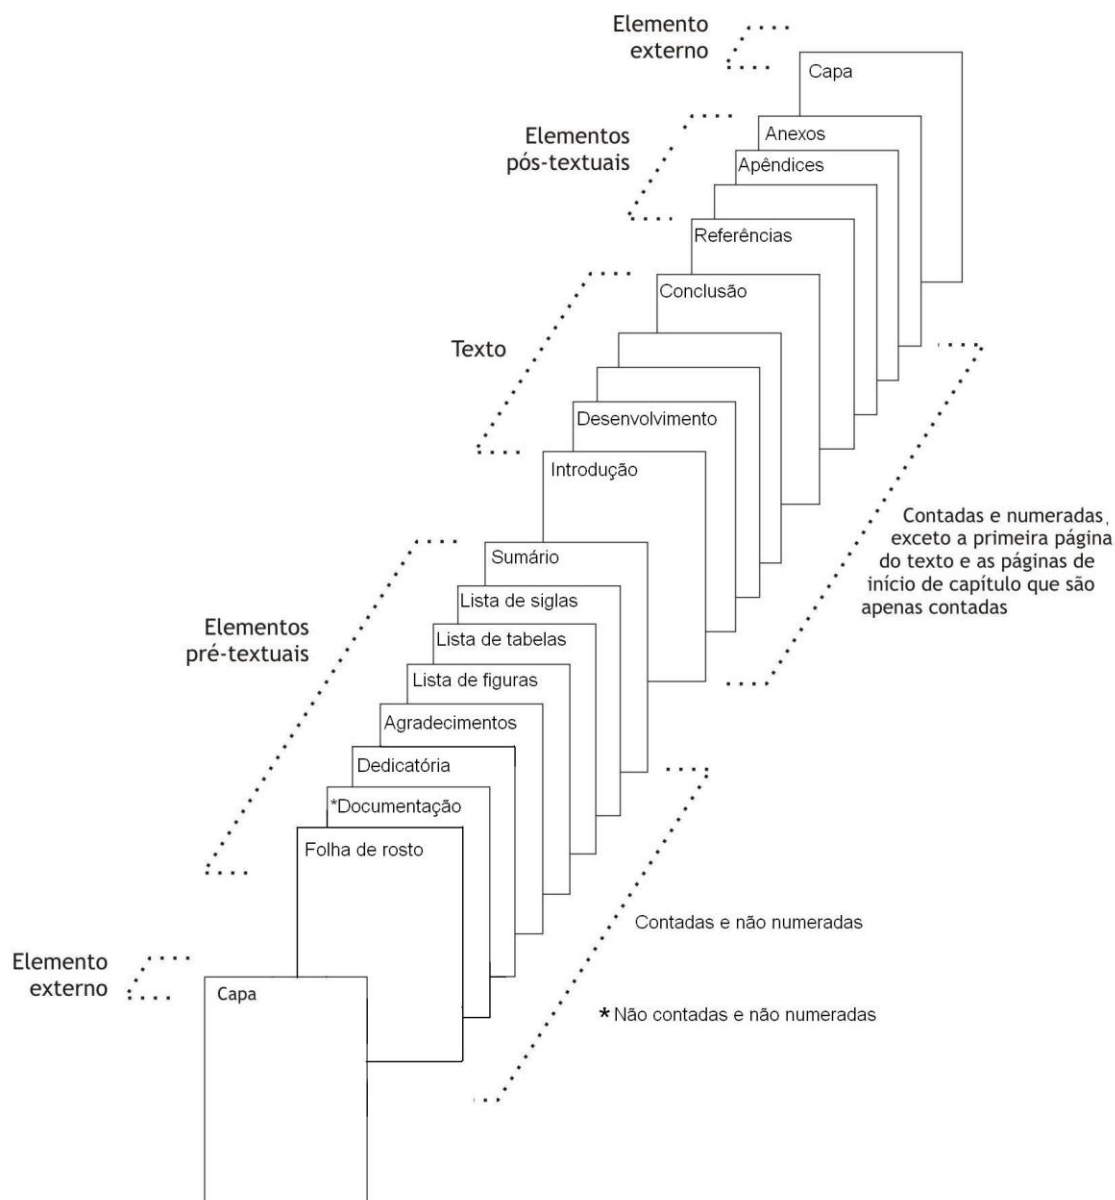 Elemento
externo
Capa
Elementos
pós-textuais
Anexos
Apêndices
Referências
Conclusão
Texto
Desenvolvimento
Introdução
Contadas e numeradas,
exceto a primeira página
do texto e as páginas de
início de capítulo que são
apenas contadas
Sumário
Lista de siglas
Elementos
pré-textuais
Lista de tabelas
Lista de figuras
Agradecimentos
Dedicatória
*Documentação
Folha de rosto
Contadas e não numeradas
Elemento
externo
Capa
* Não contadas e não numeradas